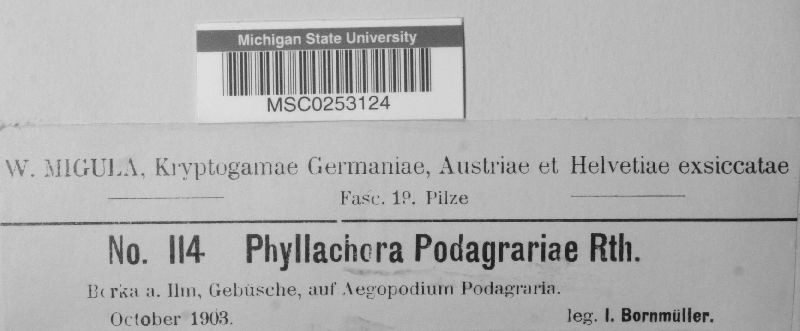 Michigan State University
MSC0253124
W. MIGULA, Kryptogamae Germaniae, Austriae et Helvetiae exsiccatae
Fasc. 19. Pilze
No. 114 Phyllachora Podagrariae Rth.
Berka a. Ilm, Gebüsche, auf Aegopodium Podagraria.
October 1903. leg. I. Bornmüller.